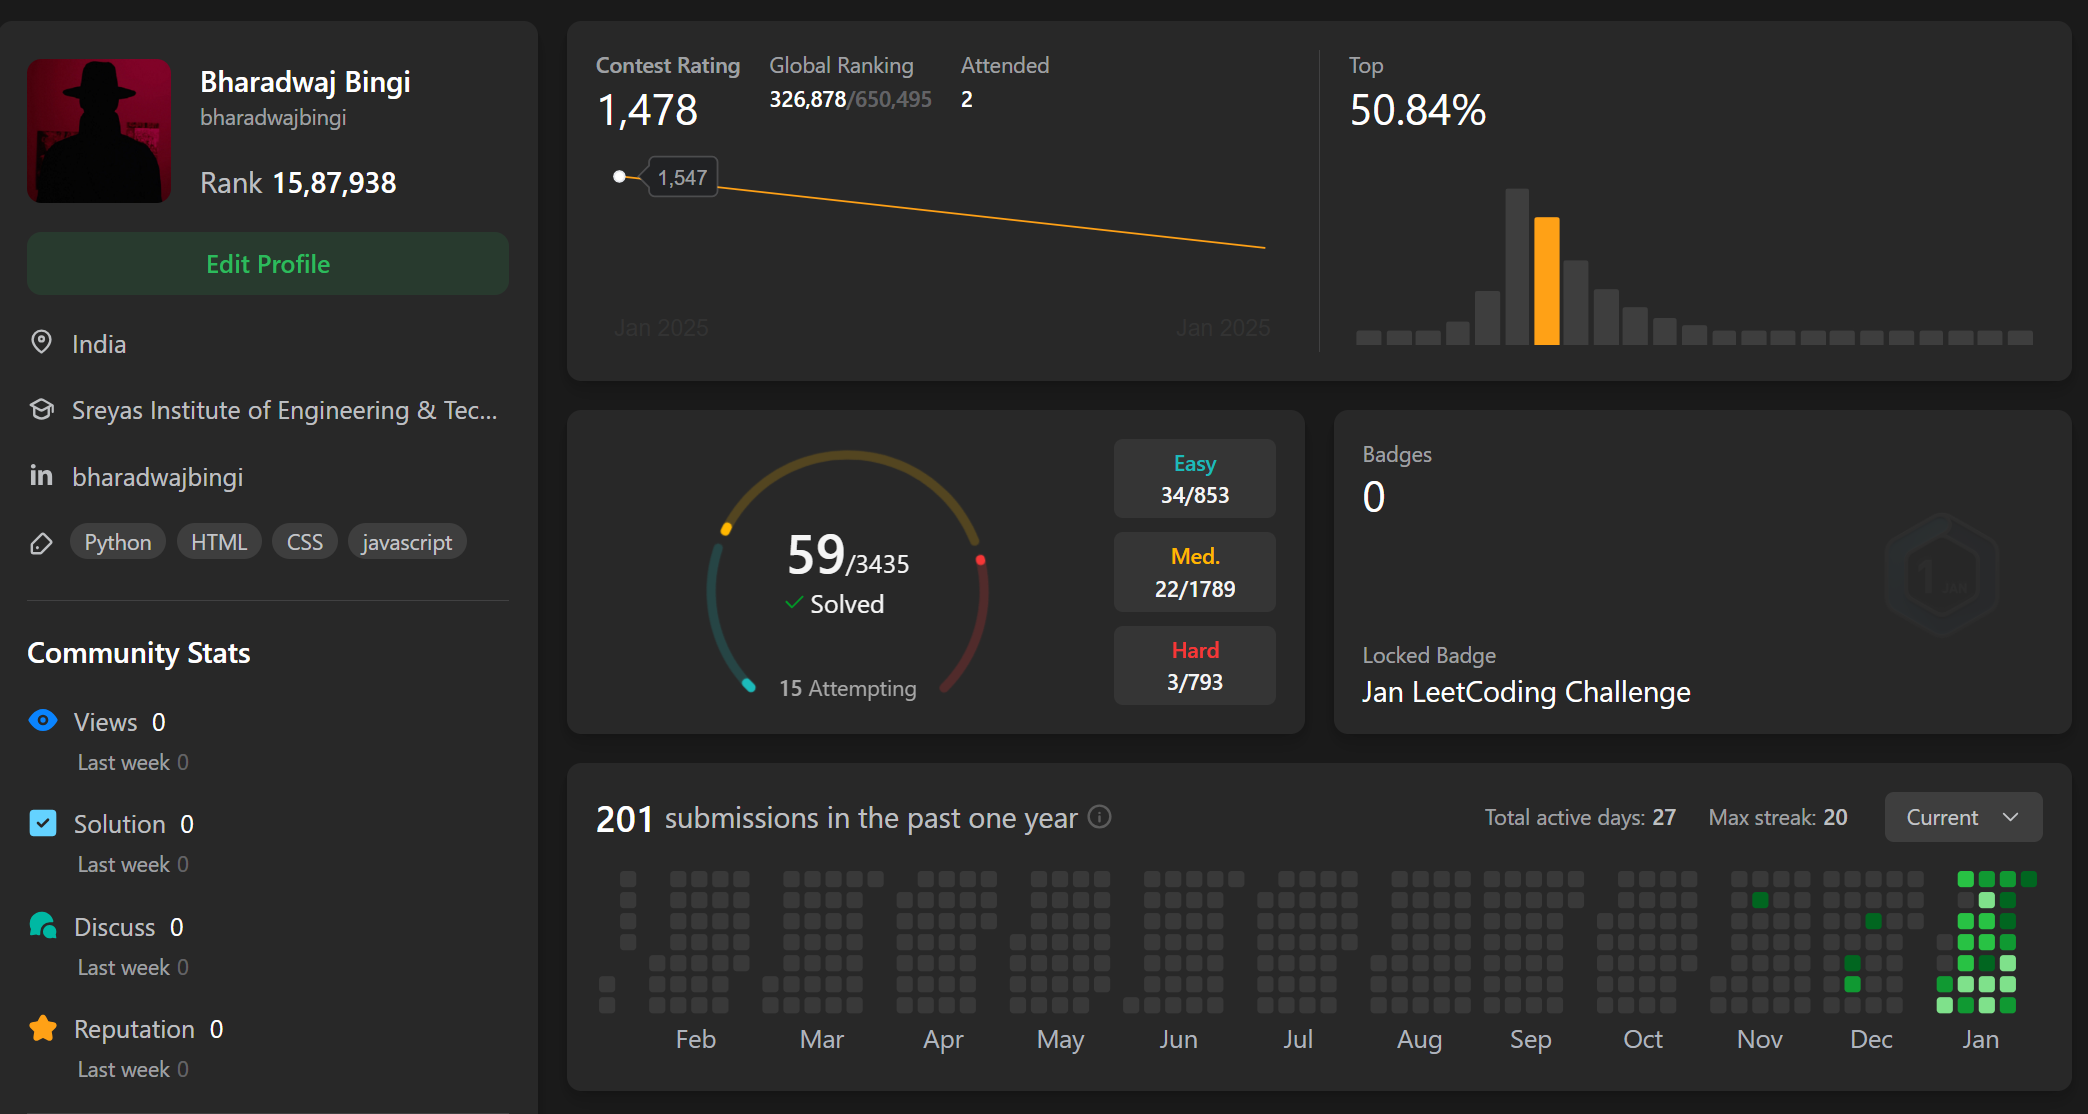 Bharadwaj Bingi
bharadwajbingi
Rank 15,87,938
Edit Profile
India
Sreyas Institute of Engineering & Tec...
in bharadwajbingi
Python HTML CSS javascript
Community Stats
Views 0
Last week 0
Solution 0
Last week 0
Discuss 0
Last week 0
Reputation 0
Last week 0
Contest Rating Global Ranking Attended
1,478 326,878/650,495 2
1,547
Jan 2025 Jan 2025
Top
50.84%
59/3435
Solved
15 Attempting
Easy
34/853
Med.
22/1789
Hard
3/793
Badges
0
1 JAN
Locked Badge
Jan LeetCoding Challenge
201 submissions in the past one year
Total active days: 27 Max streak: 20 Current
Feb Mar Apr May Jun Jul Aug Sep Oct Nov Dec Jan